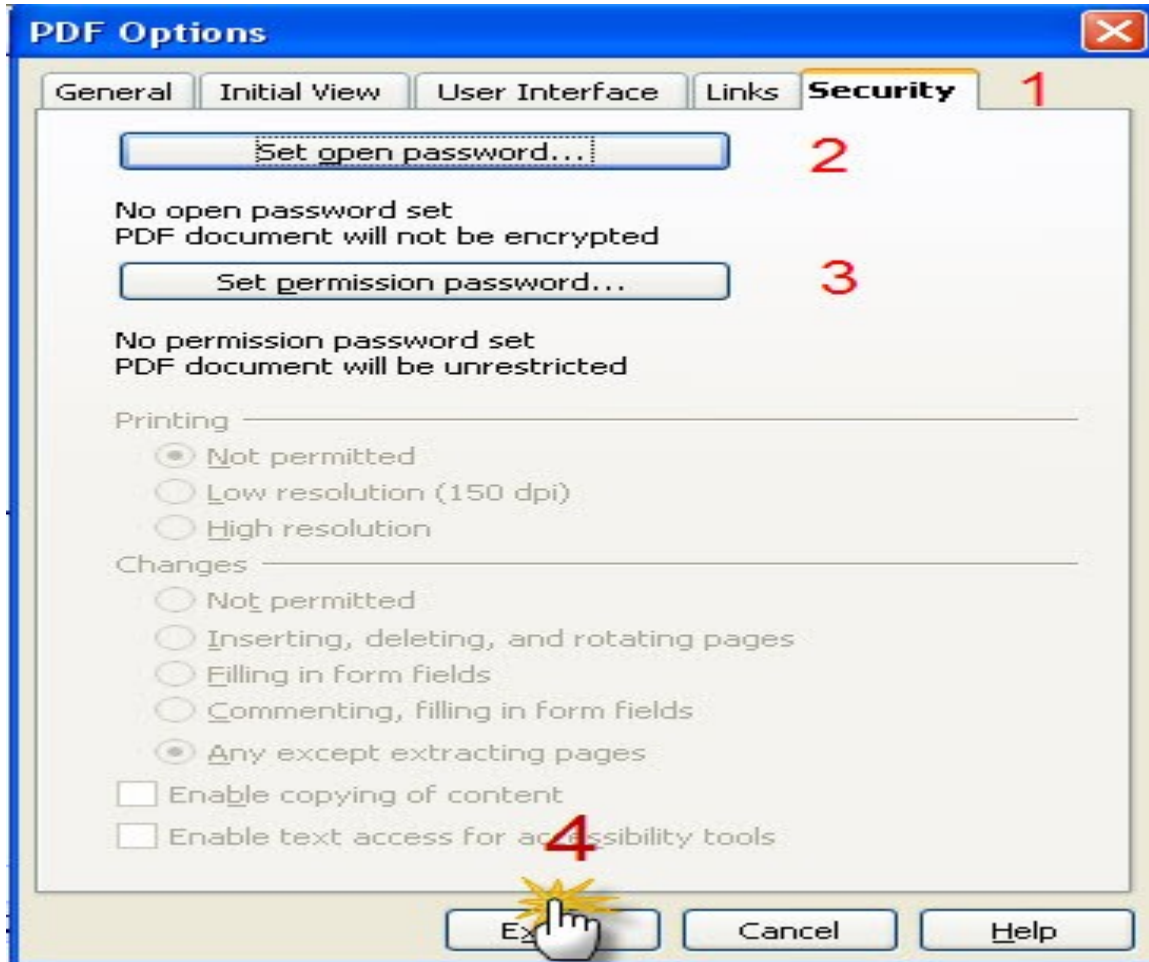 PDF Options
General Initial View User Interface Links Security 1
Set open password... 2
No open password set
PDF document will not be encrypted
Set permission password... 3
No permission password set
PDF document will be unrestricted
Printing
Not permitted
Low resolution (150 dpi)
High resolution
Changes
Not permitted
Inserting, deleting, and rotating pages
Filling in form fields
Commenting, filling in form fields
Any except extracting pages
Enable copying of content
Enable text access for accessibility tools
4
Cancel Help